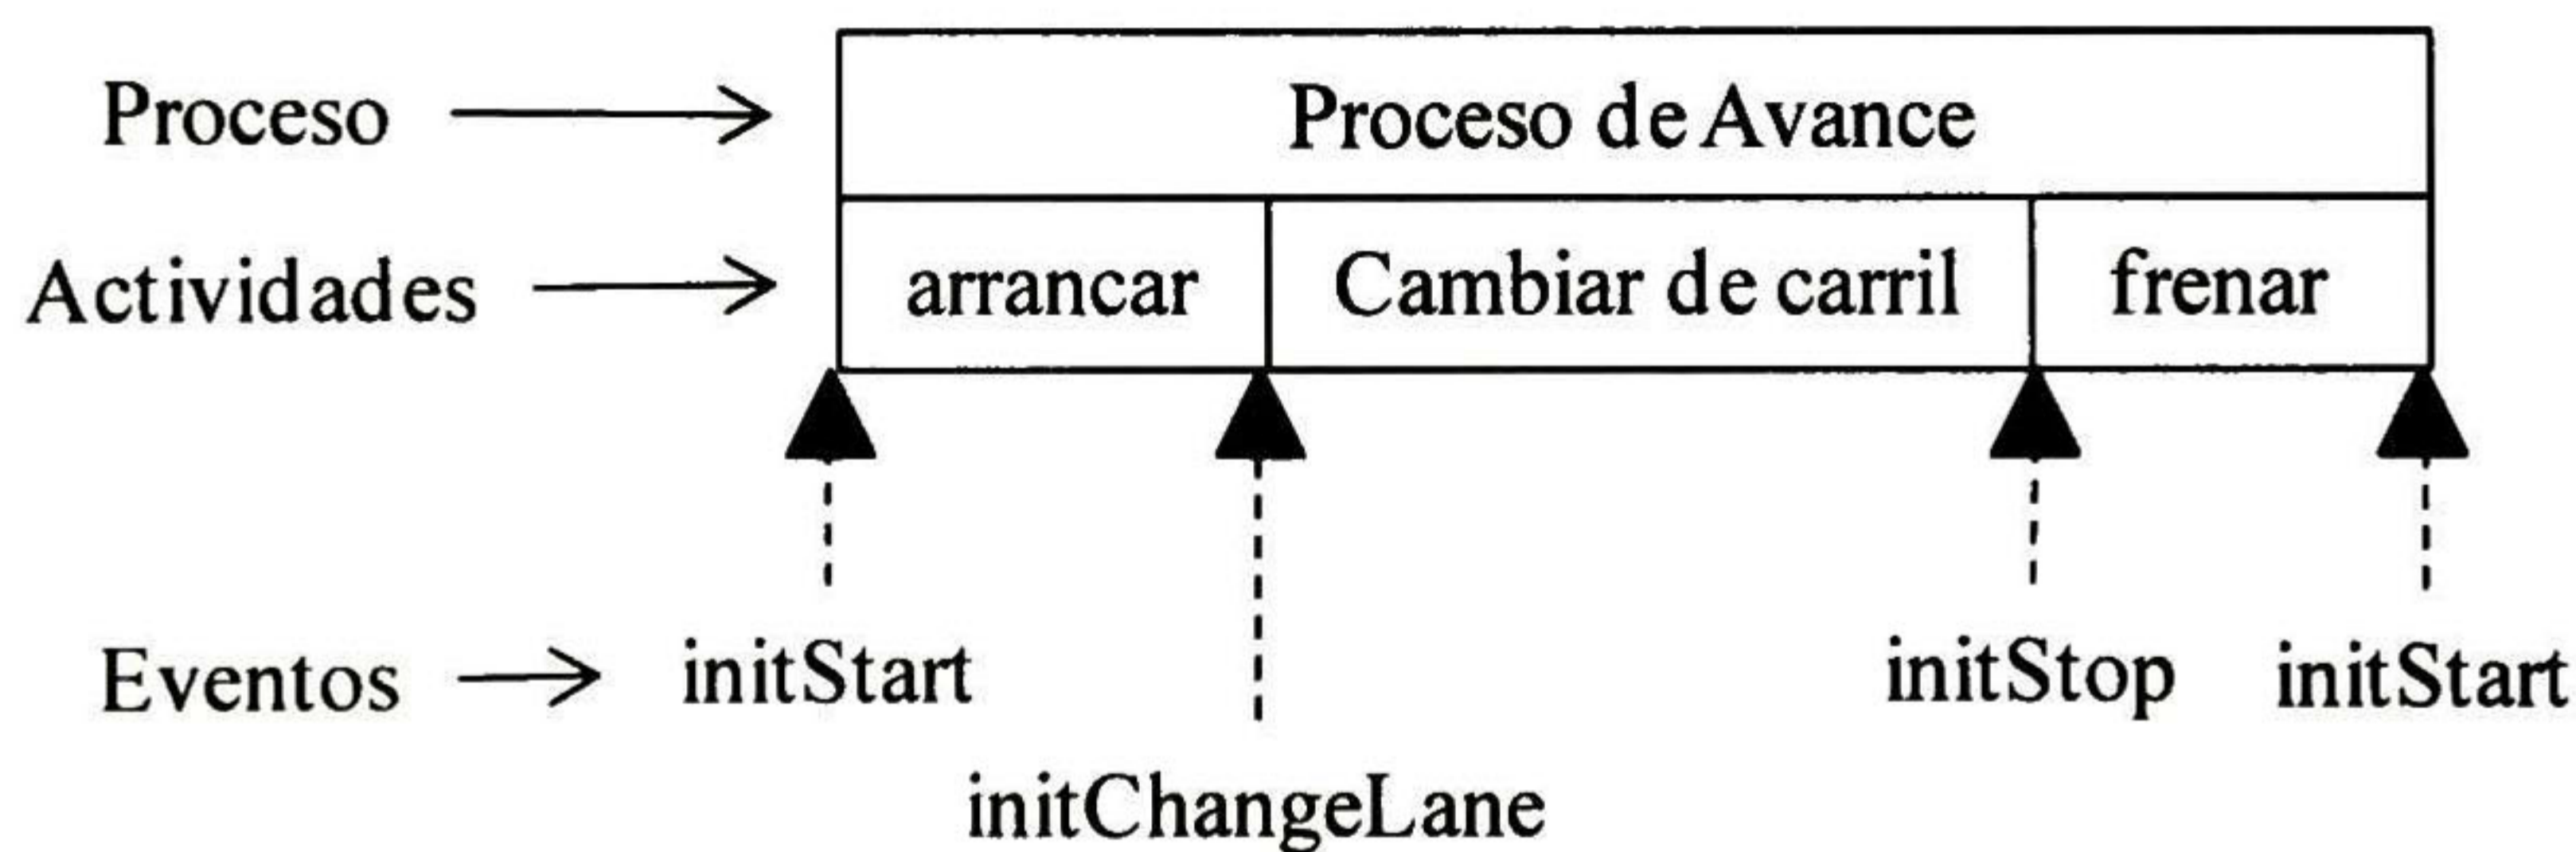 Proceso
Proceso de Avance
Actividades
arrancar
Cambiar de carril
frenar
Eventos
initStart
initStop
initStart
initChangeLane